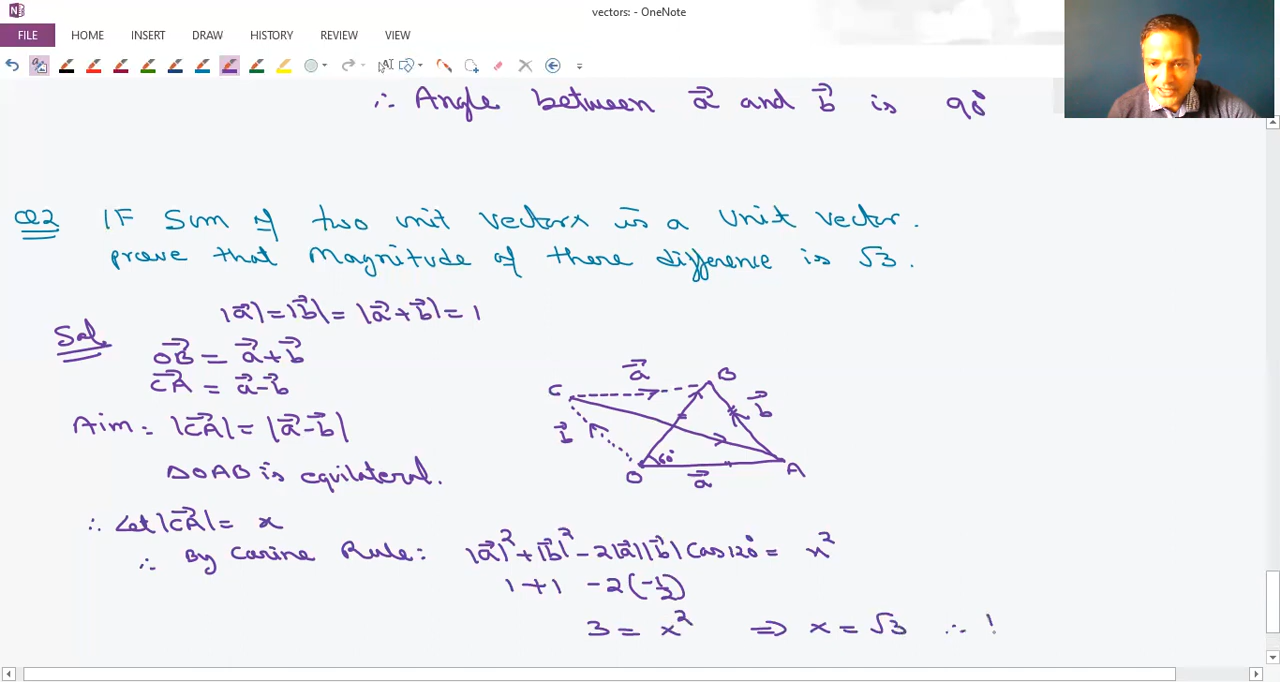 vectors: - OneNote
FILE HOME INSERT DRAW HISTORY REVIEW VIEW
∴ Angle between a⃗ and b⃗ is 90°
Q2 IF Sum of two unit vectors is a Unit vector.
prove that Magnitude of there difference is √3.
Sol. |a⃗| = |b⃗| = |a⃗ + b⃗| = 1
OB⃗ = a⃗ + b⃗
CA⃗ = a⃗ - b⃗
Aim: |CA⃗| = |a⃗ - b⃗|
ΔOAB is equilateral.
C a⃗ B
b⃗ b⃗
O 60° a⃗ A
∴ Let |CA⃗| = x
∴ By Cosine Rule: |a⃗|² + |b⃗|² - 2|a⃗||b⃗| Cos120° = x²
1 + 1 - 2(-½)
3 = x² ⇒ x = √3 ∴ |